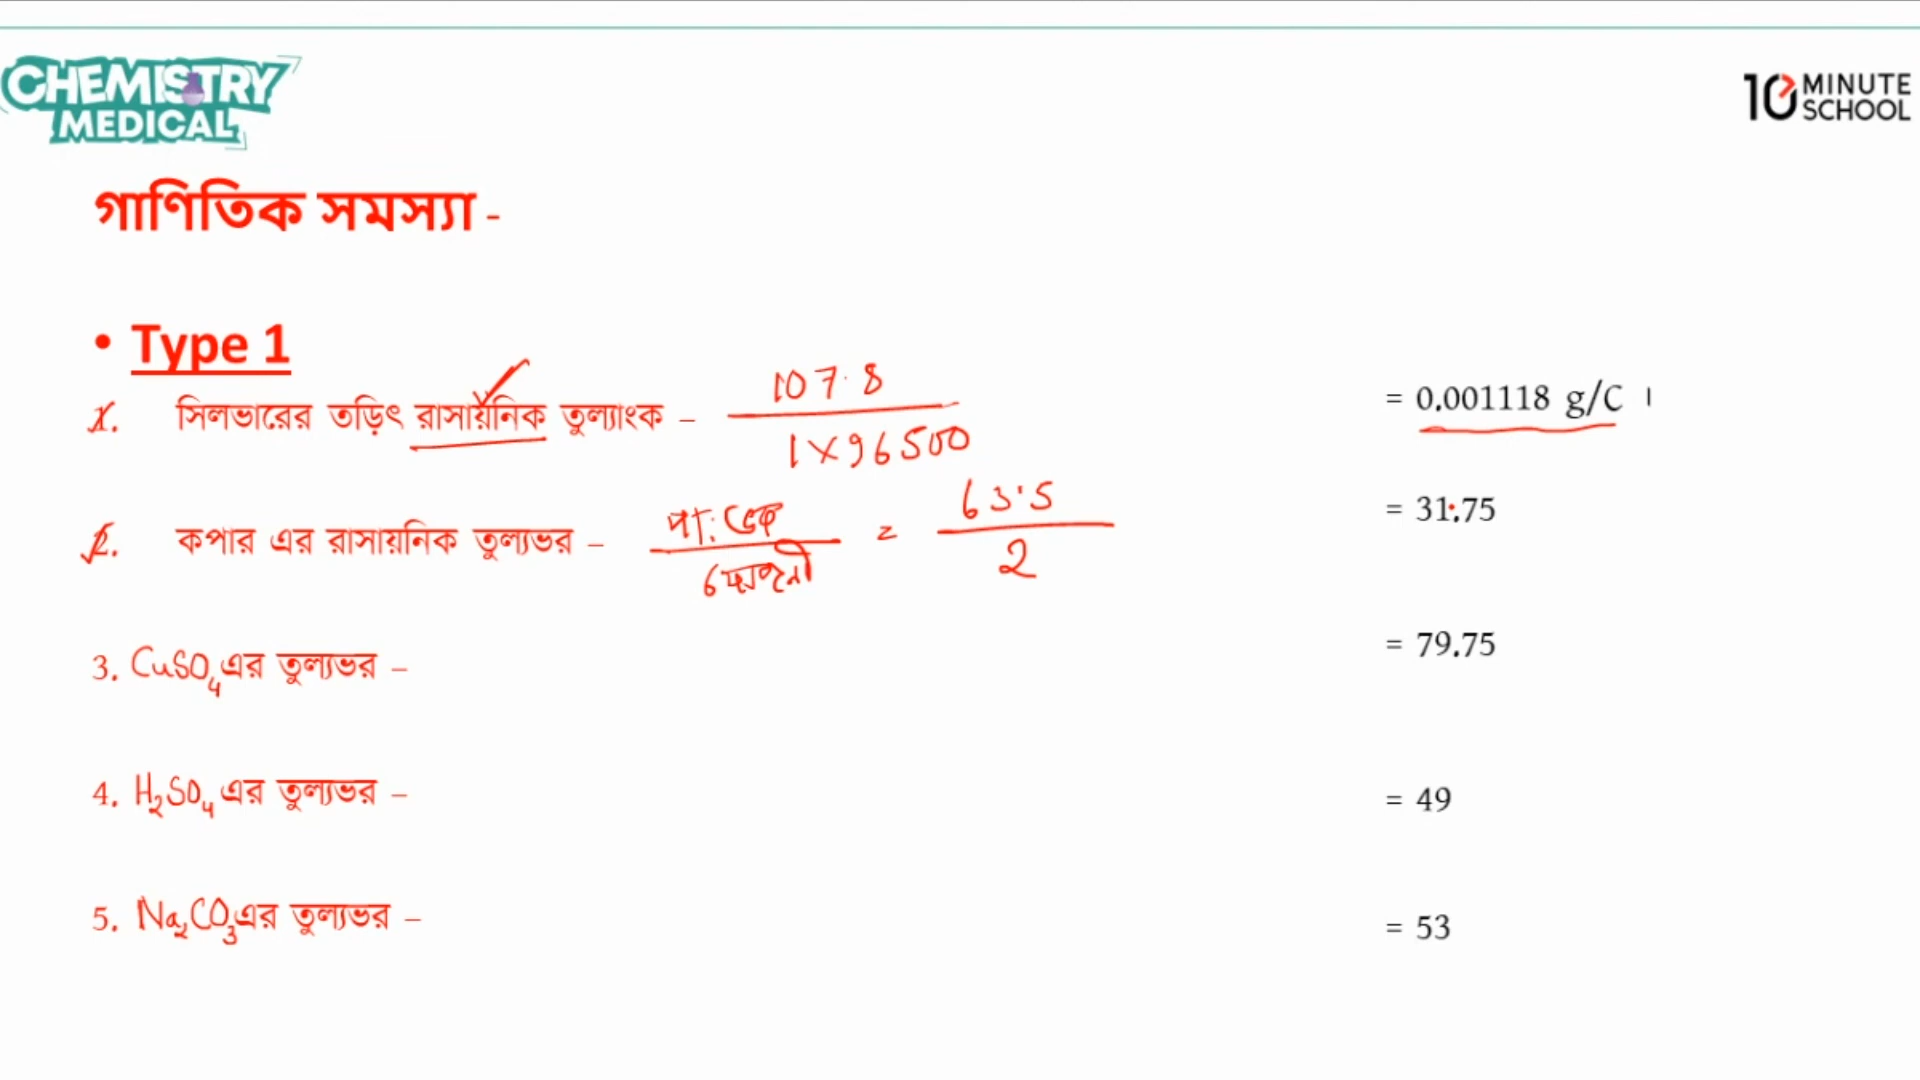 CHEMISTRY
MEDICAL
10 MINUTE
SCHOOL
গাণিতিক সমস্যা -
• Type 1
1. সিলভারের তড়িৎ রাসায়নিক তুল্যাংক – 107.8 / 1×96500 = 0.001118 g/C ।
2. কপার এর রাসায়নিক তুল্যভর – পা: ভর / যোজনী = 63.5 / 2 = 31.75
3. CuSO₄ এর তুল্যভর – = 79.75
4. H₂SO₄ এর তুল্যভর – = 49
5. Na₂CO₃ এর তুল্যভর – = 53